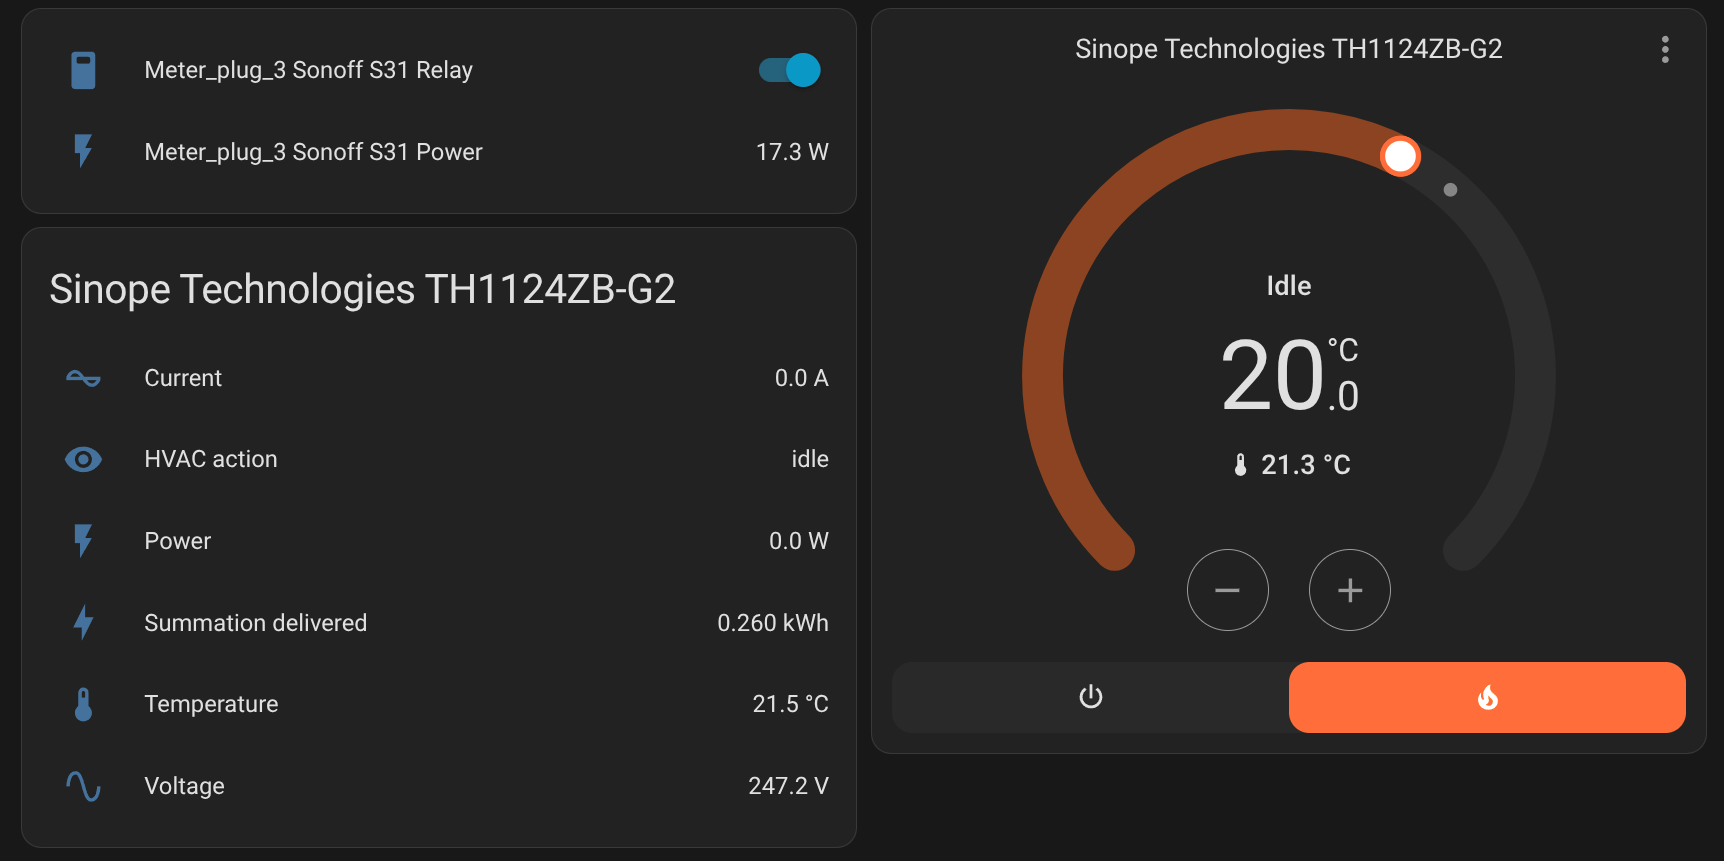 Meter_plug_3 Sonoff S31 Relay
Meter_plug_3 Sonoff S31 Power 17.3 W
Sinope Technologies TH1124ZB-G2
Current 0.0 A
HVAC action idle
Power 0.0 W
Summation delivered 0.260 kWh
Temperature 21.5 °C
Voltage 247.2 V
Sinope Technologies TH1124ZB-G2
Idle
20.0 °C
21.3 °C